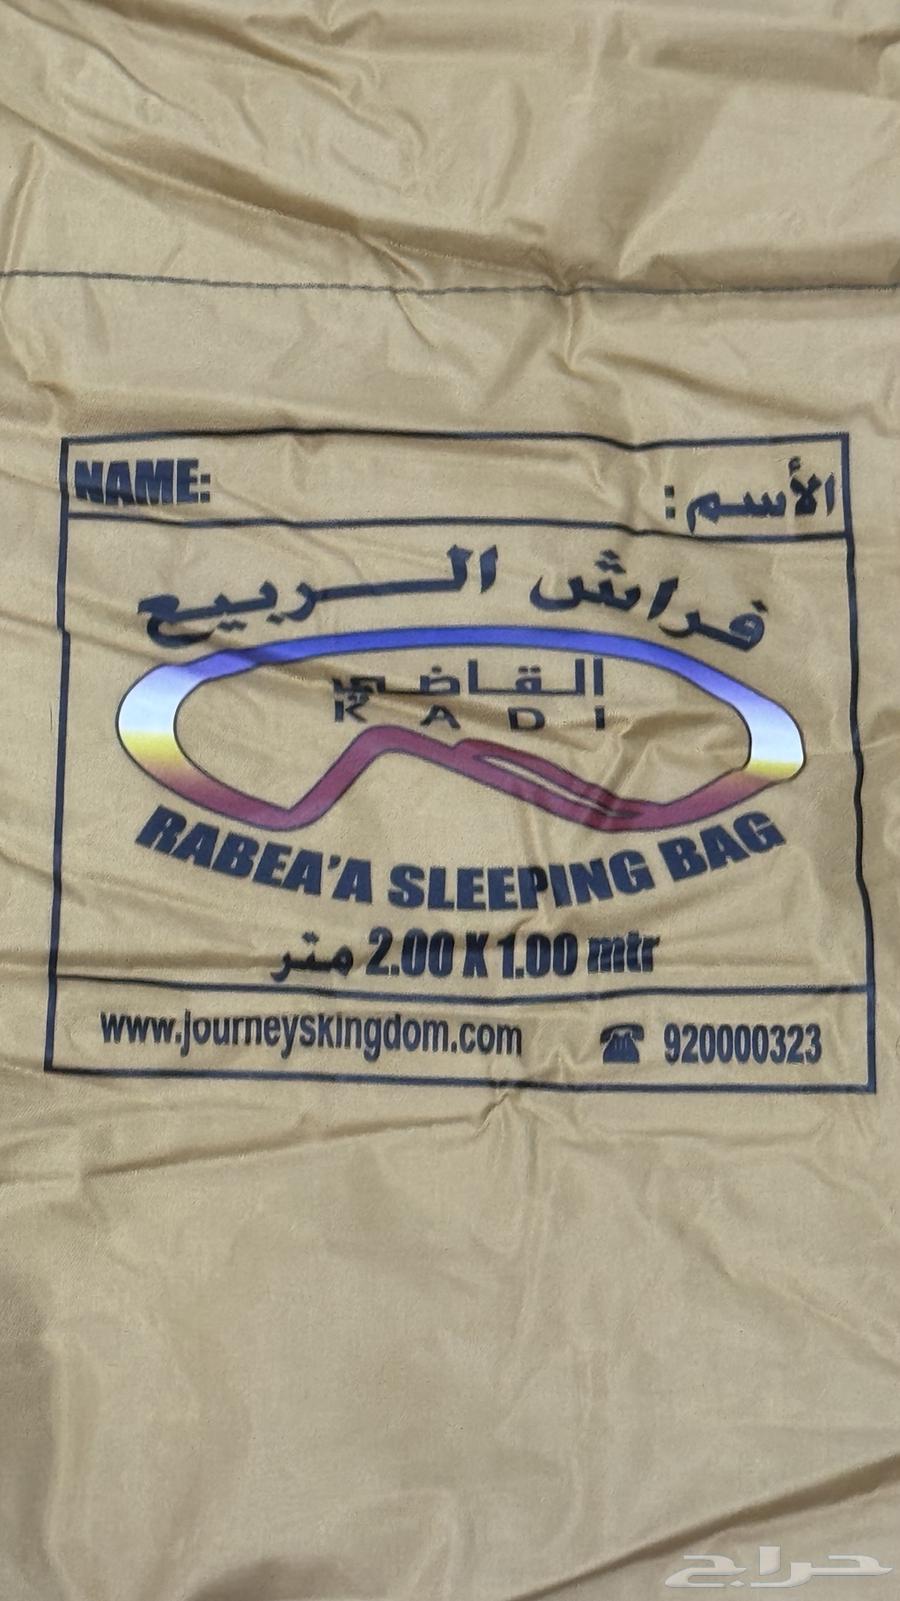 NAME: الأسم :
فراش الربيع
القاضي
KADI
RABEA'A SLEEPING BAG
متر 2.00 X 1.00 mtr
www.journeyskingdom.com ☎ 920000323
حراج